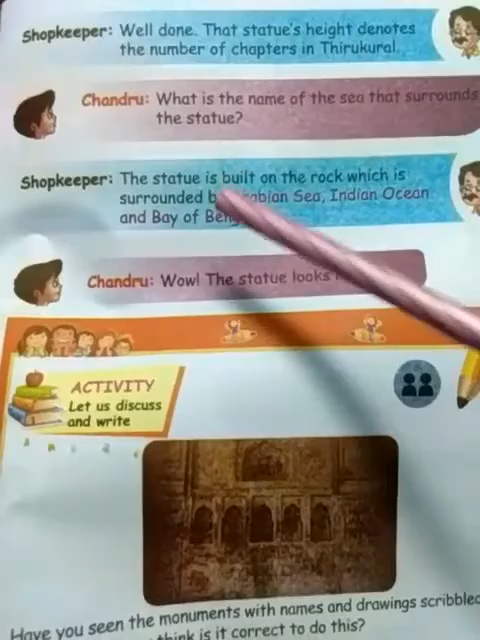 Shopkeeper: Well done. That statue's height denotes
the number of chapters in Thirukural.
Chandru: What is the name of the sea that surrounds
the statue?
Shopkeeper: The statue is built on the rock which is
surrounded Sea, Indian Ocean
and Bay of
Chandru: Wow! The statue looks
ACTIVITY
Let us discuss
and write
Have you seen the monuments with names and drawings scribbled
think is it correct to do this?